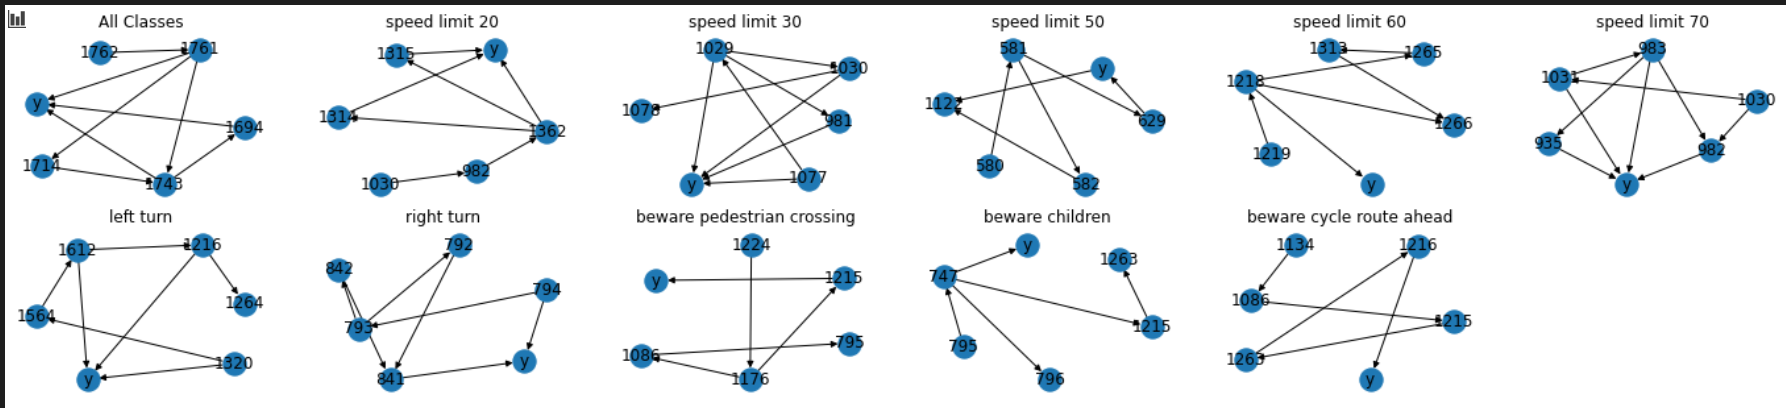 All Classes
1762
1761
y
1694
1714
1743
speed limit 20
1315
y
1314
1362
982
1030
speed limit 30
1029
1030
1078
981
1077
y
speed limit 50
581
y
1122
629
580
582
speed limit 60
1313
1265
1218
1266
1219
y
speed limit 70
983
1031
1030
935
982
y
left turn
1612
1216
1264
1564
1320
y
right turn
792
842
794
793
y
841
beware pedestrian crossing
1224
y
1215
1086
795
1176
beware children
y
1263
747
1215
795
796
beware cycle route ahead
1134
1216
1086
1215
1263
y